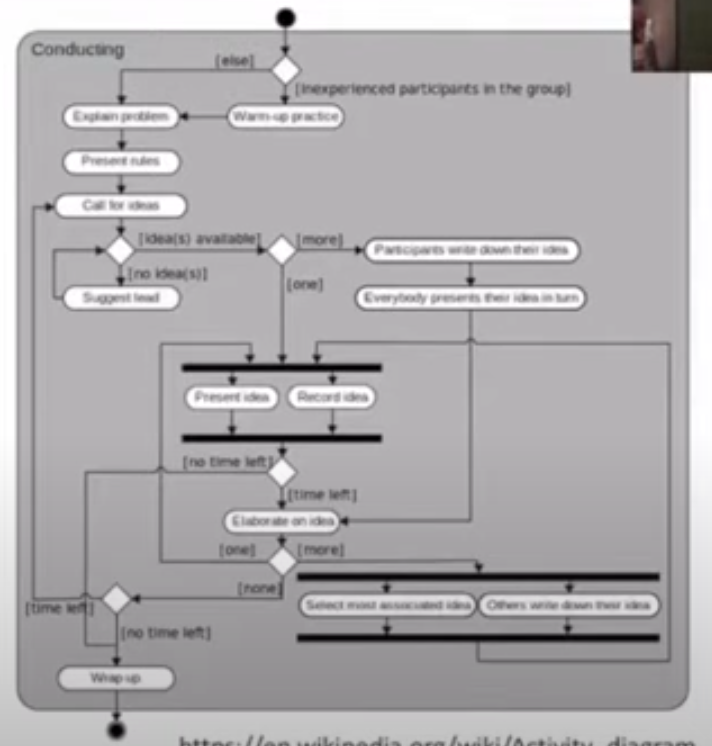 Conducting
[else]
[Inexperienced participants in the group]
Explain problem
Warm-up practice
Present rules
Call for ideas
[Idea(s) available]
[more]
Participants write down their idea
[no idea(s)]
[one]
Suggest lead
Everybody presents their idea in turn
Present idea
Record idea
[no time left]
[time left]
Elaborate on idea
[one]
[more]
[none]
Select most associated idea
Others write down their idea
[time left]
[no time left]
Wrap up.
https://en.wikipedia.org/wiki/Activity_diagram